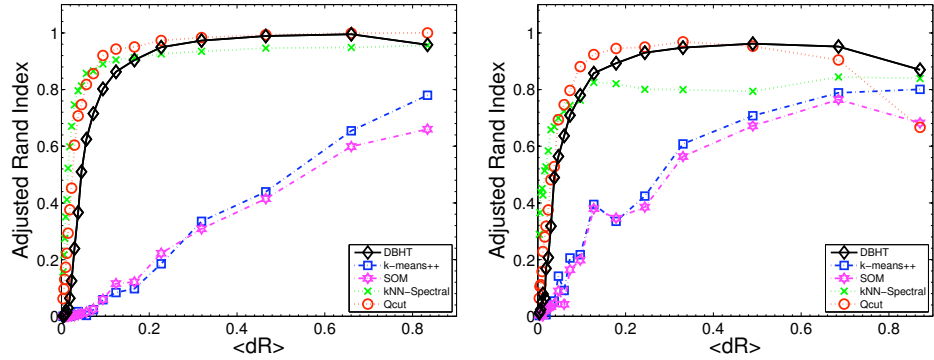 1
0.8
0.6
0.4
0.2
0
Adjusted Rand Index
0 0.2 0.4 0.6 0.8
<dR>
DBHT
k-means++
SOM
kNN-Spectral
Qcut
1
0.8
0.6
0.4
0.2
0
Adjusted Rand Index
0 0.2 0.4 0.6 0.8
<dR>
DBHT
k-means++
SOM
kNN-Spectral
Qcut